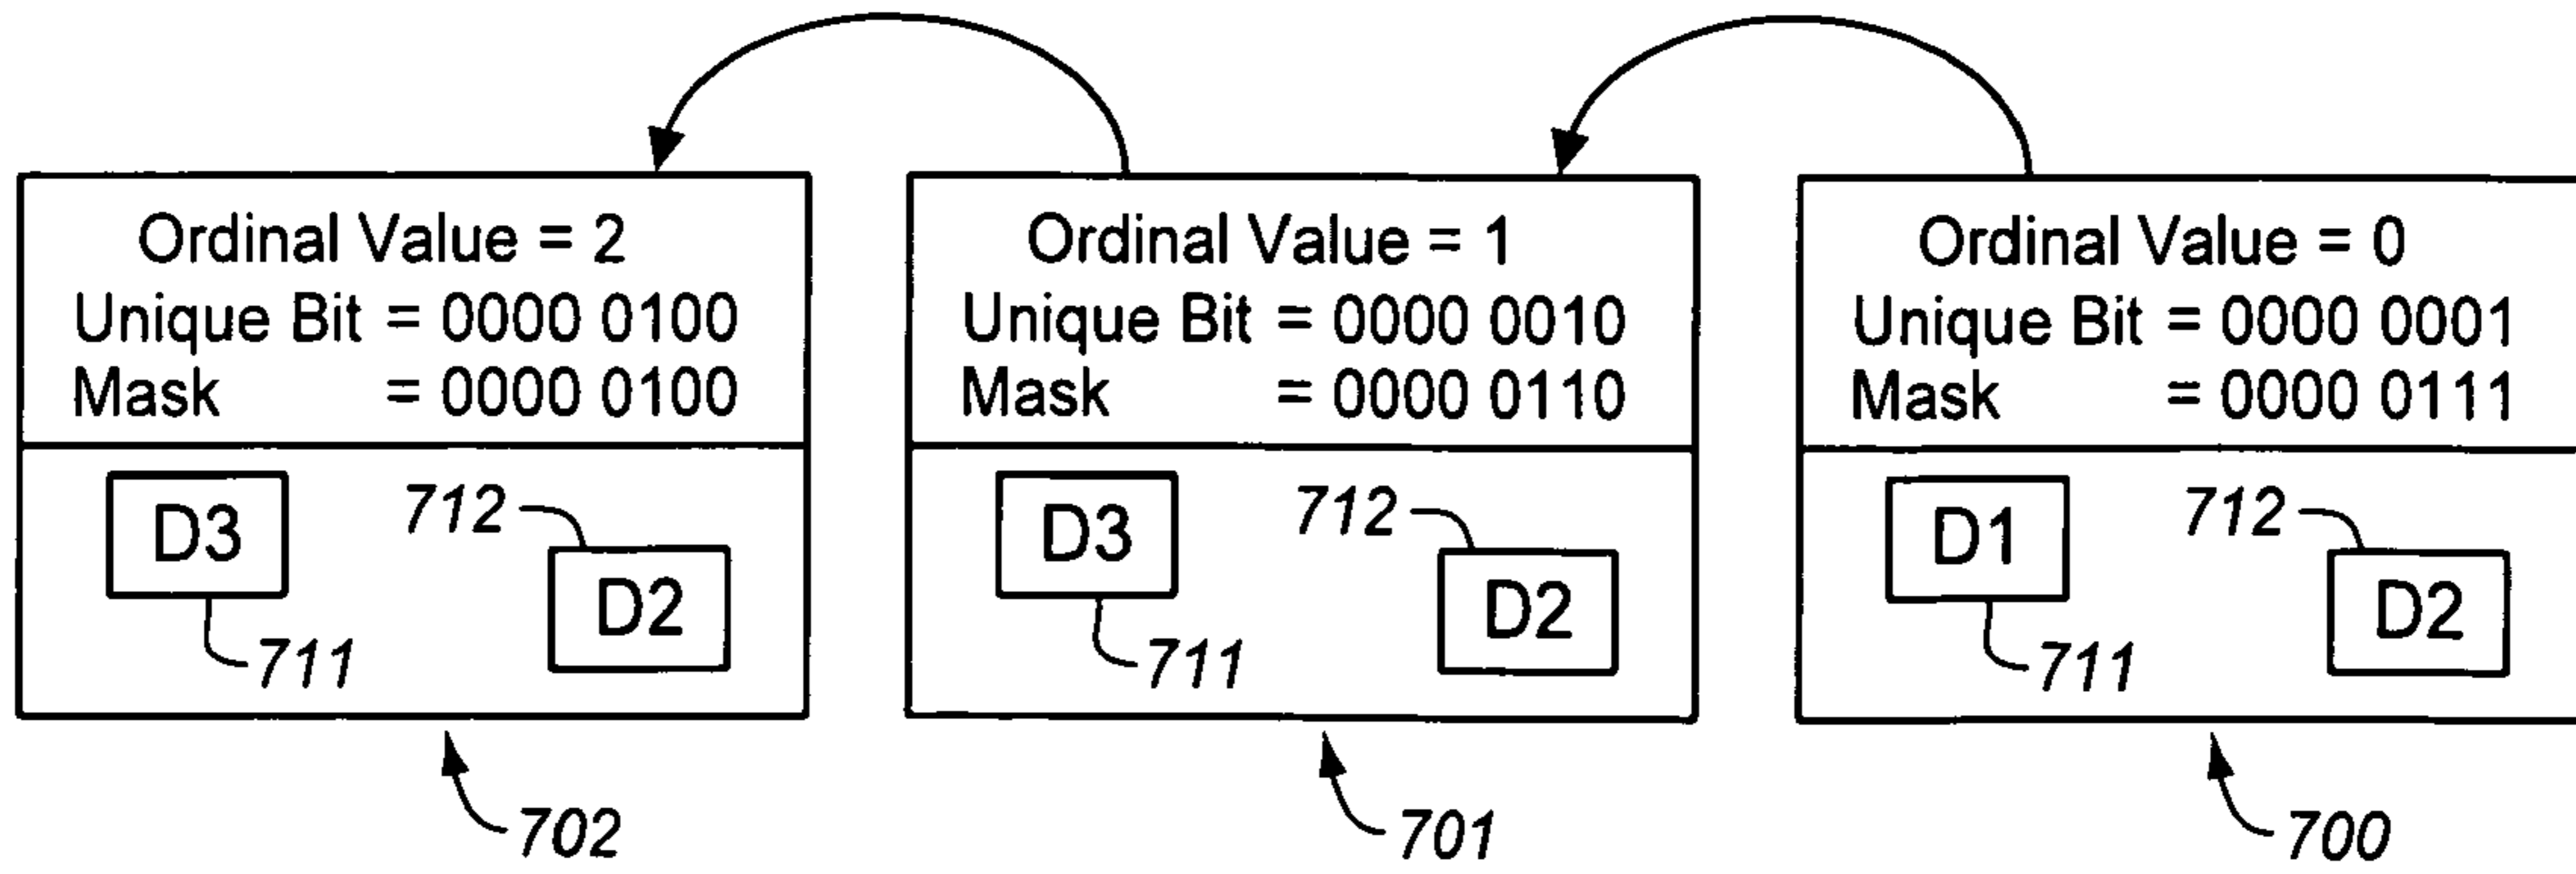 Ordinal Value = 2
Unique Bit = 0000 0100
Mask = 0000 0100
D3
712
D2
711
702
Ordinal Value = 1
Unique Bit = 0000 0010
Mask = 0000 0110
D3
712
D2
711
701
Ordinal Value = 0
Unique Bit = 0000 0001
Mask = 0000 0111
D1
712
D2
711
700